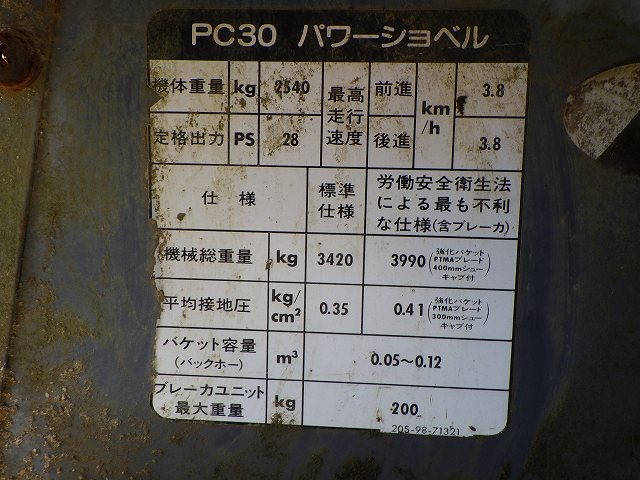 PC30 パワーショベル
機体重量 kg 2540 最高走行速度 前進 km/h 3.8
定格出力 PS 28 後進 3.8
仕様 標準仕様 労働安全衛生法による最も不利な仕様(含ブレーカ)
機械総重量 kg 3420 3990 (強化バケット PTMAブレード 400mmシュー キャブ付)
平均接地圧 kg/cm² 0.35 0.41 (強化バケット PTMAブレード 300mmシュー キャブ付)
バケット容量(バックホー) m³ 0.05〜0.12
ブレーカユニット最大重量 kg 200
205-98-71321